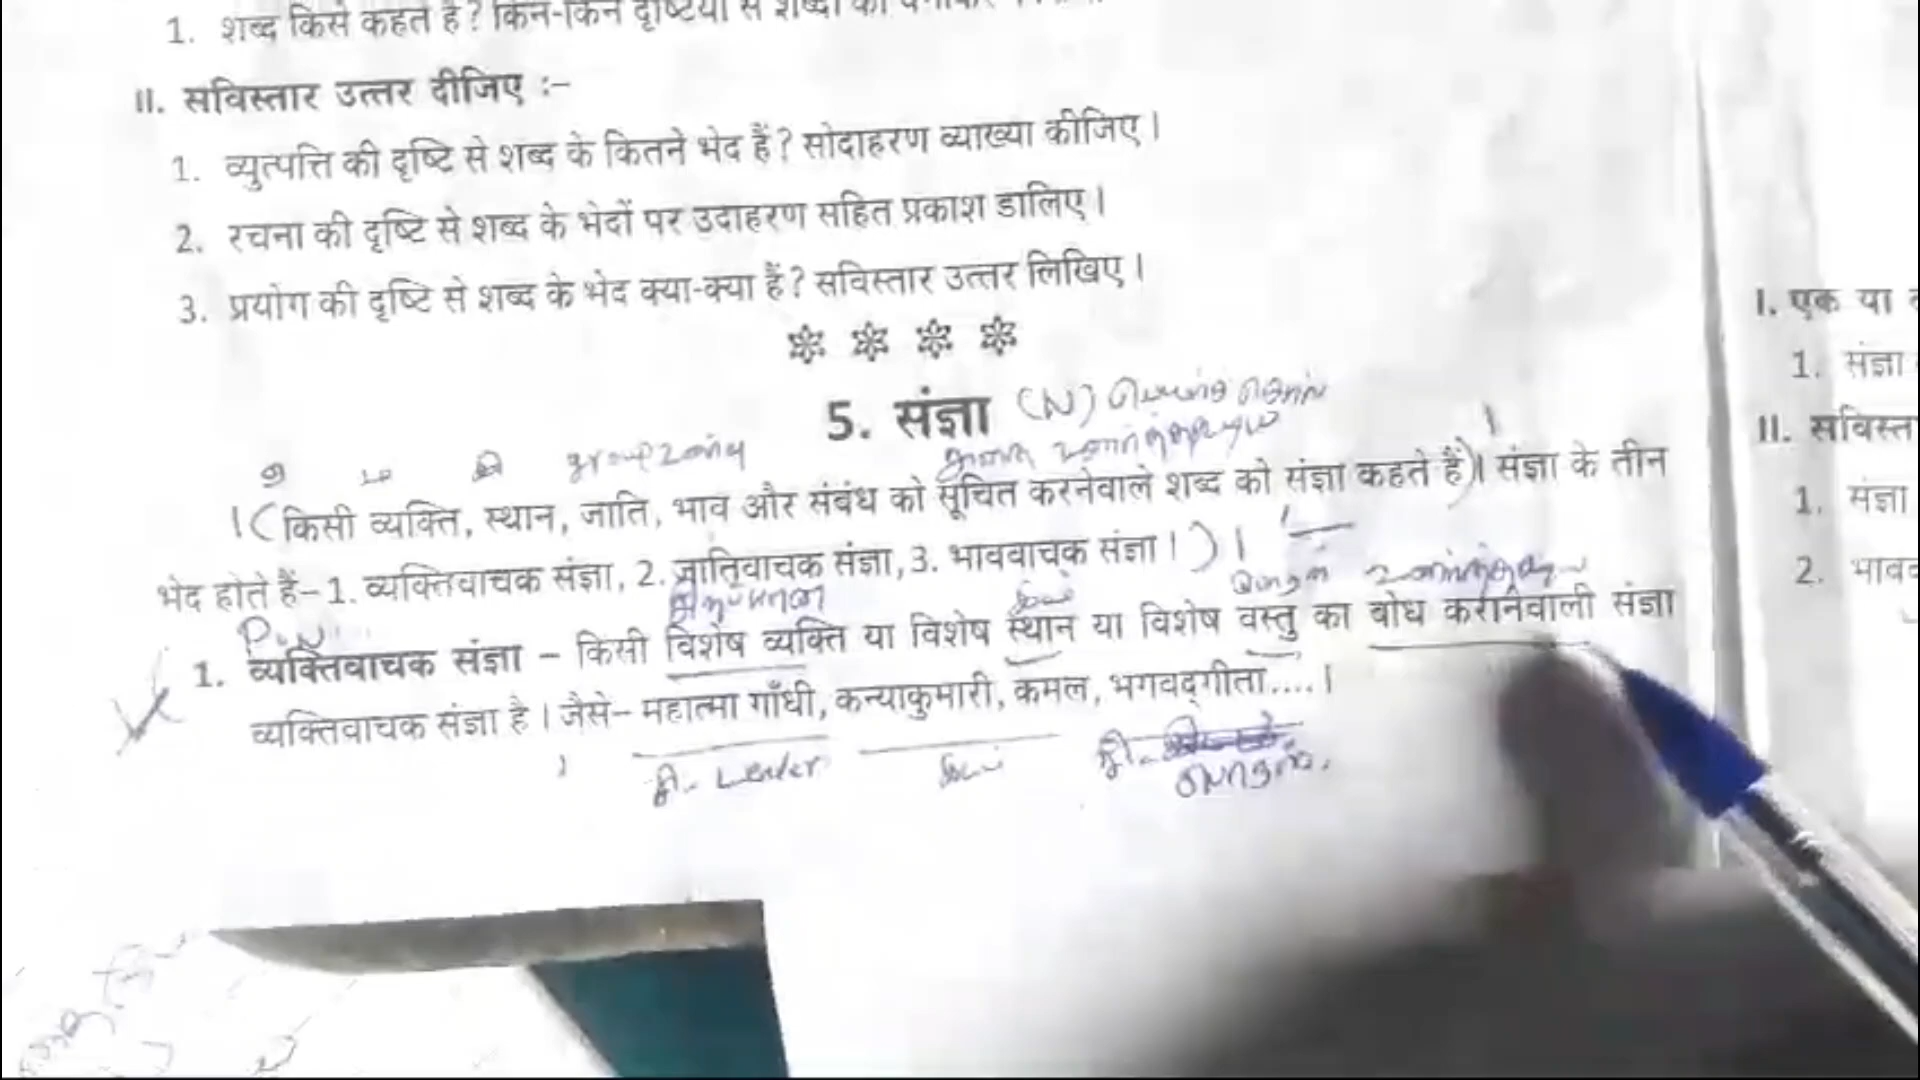 1. शब्द किसे कहते हैं? किन-किन दृष्टियों से शब्दों को
II. सविस्तार उत्तर दीजिए :-
1. व्युत्पत्ति की दृष्टि से शब्द के कितने भेद हैं? सोदाहरण व्याख्या कीजिए।
2. रचना की दृष्टि से शब्द के भेदों पर उदाहरण सहित प्रकाश डालिए।
3. प्रयोग की दृष्टि से शब्द के भेद क्या-क्या हैं? सविस्तार उत्तर लिखिए।
5. संज्ञा (N)
group
(किसी व्यक्ति, स्थान, जाति, भाव और संबंध को सूचित करनेवाले शब्द को संज्ञा कहते हैं)। संज्ञा के तीन
भेद होते हैं– 1. व्यक्तिवाचक संज्ञा, 2. जातिवाचक संज्ञा, 3. भाववाचक संज्ञा।)
P.N
1. व्यक्तिवाचक संज्ञा – किसी विशेष व्यक्ति या विशेष स्थान या विशेष वस्तु का बोध करानेवाली संज्ञा
व्यक्तिवाचक संज्ञा है। जैसे– महात्मा गाँधी, कन्याकुमारी, कमल, भगवद्गीता....।
Leader
I. एक या
1. संज्ञा
II.
1. संज्ञा
2.